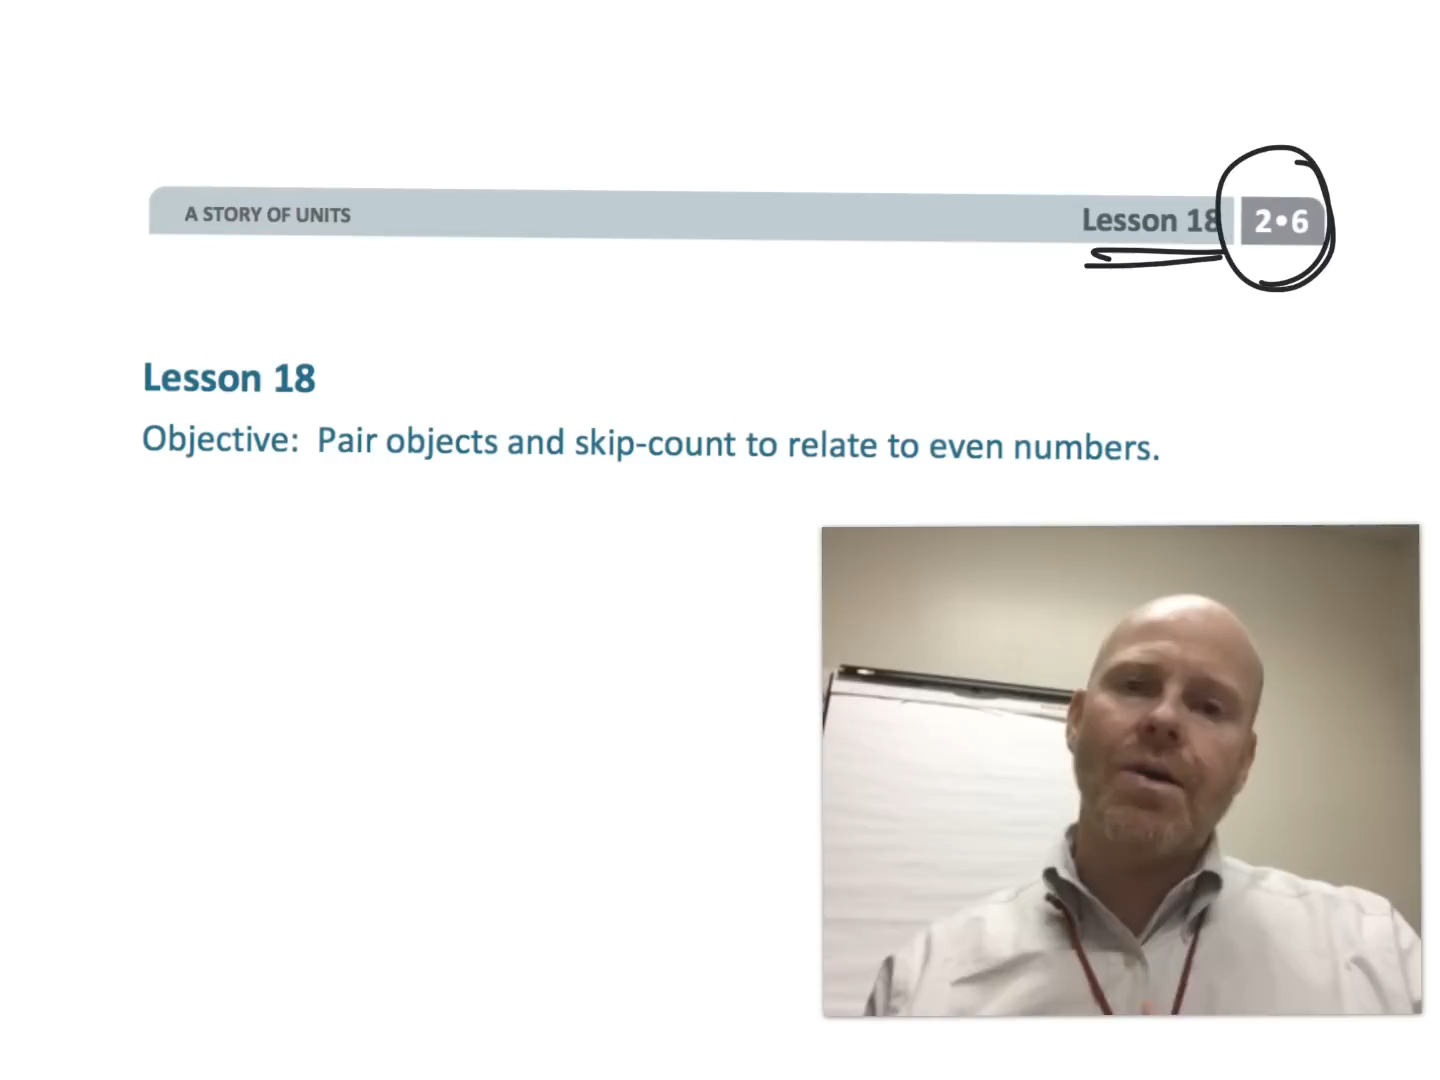 A STORY OF UNITS
Lesson 18 2•6
Lesson 18
Objective: Pair objects and skip-count to relate to even numbers.